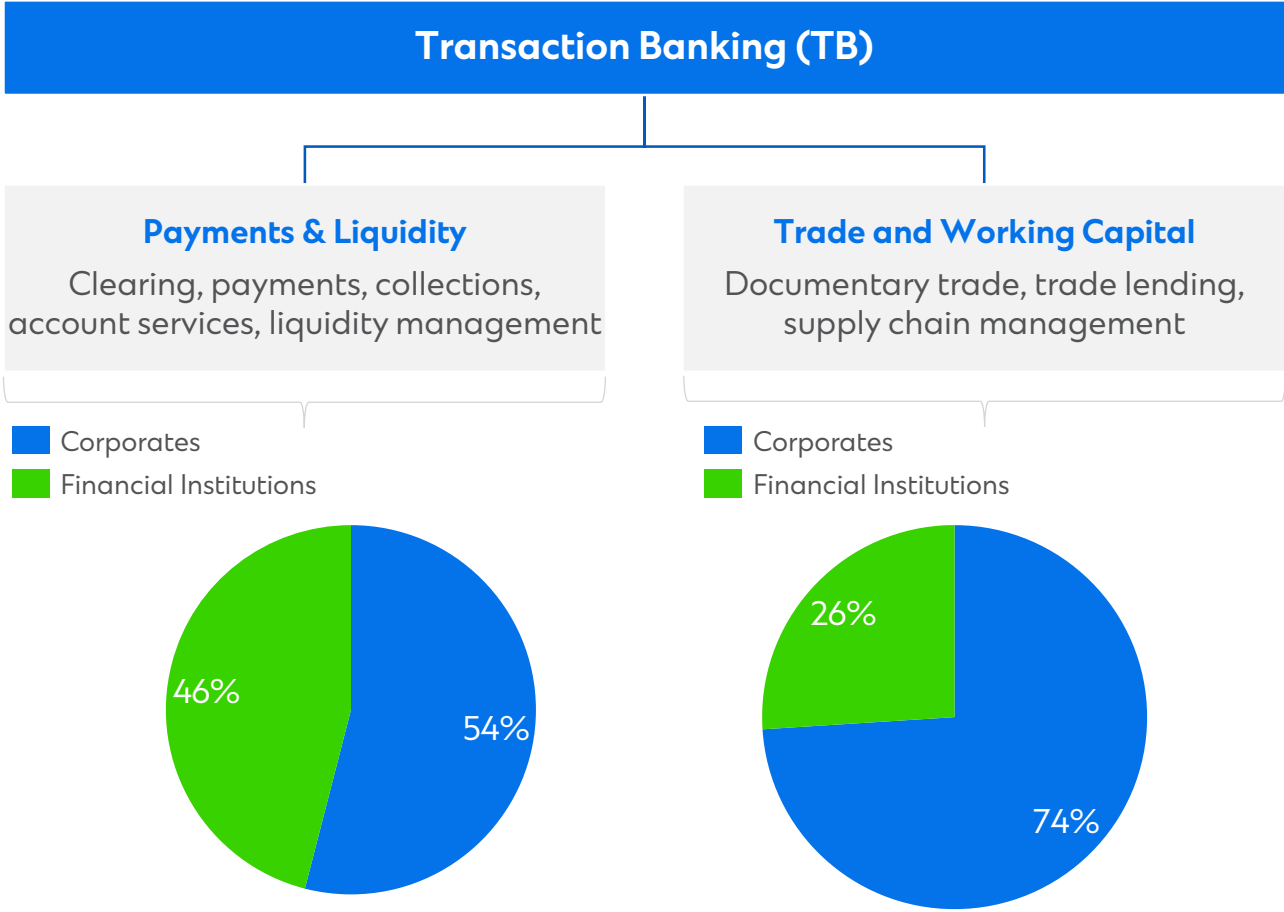 Transaction Banking (TB)
Payments & Liquidity
Clearing, payments, collections,
account services, liquidity management
Trade and Working Capital
Documentary trade, trade lending,
supply chain management
Corporates
Financial Institutions
Corporates
Financial Institutions
46%
54%
26%
74%